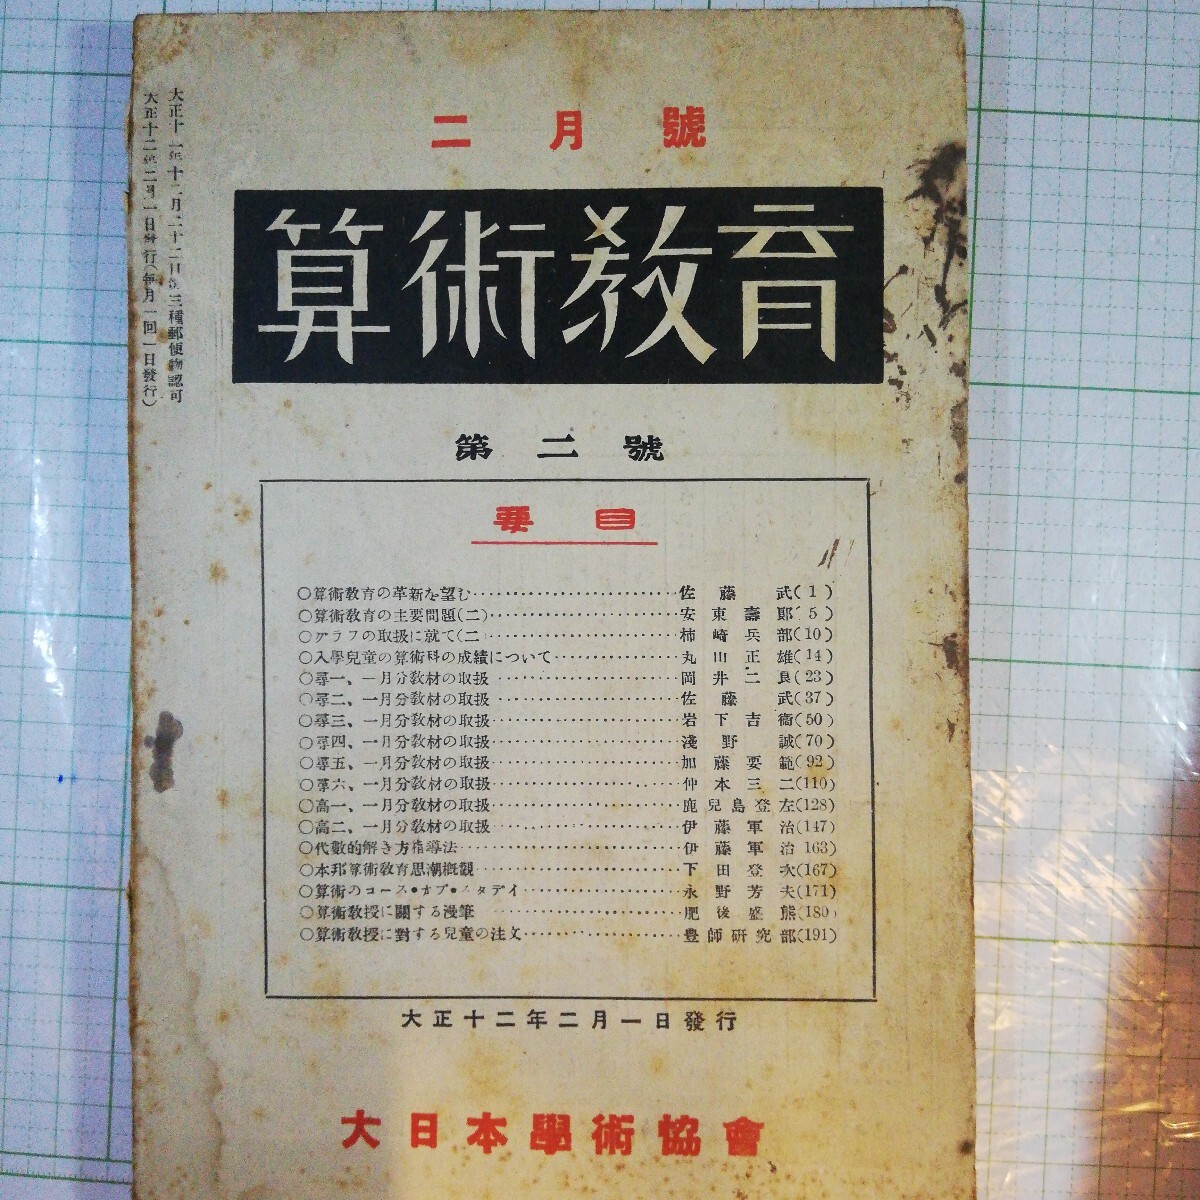 大正十一年十二月二十二日第三種郵便物認可
大正十二年二月一日發行(毎月一回一日發行)
二月號
算術教育
第二號
要目
○算術教育の革新を望む……………………佐藤武(1)
○算術教育の主要問題(二)……………………安東壽郎(5)
○グラフの取扱に就て(二)……………………柿崎兵部(10)
○入學兒童の算術科の成績について……………丸山正雄(14)
○尋一、一月分教材の取扱……………………岡井二良(23)
○尋二、一月分教材の取扱……………………佐藤武(37)
○尋三、一月分教材の取扱……………………岩下吉衞(50)
○尋四、一月分教材の取扱……………………淺野誠(70)
○尋五、一月分教材の取扱……………………加藤要範(92)
○尋六、一月分教材の取扱……………………仲本三二(110)
○高一、一月分教材の取扱……………………鹿兒島登左(128)
○高二、一月分教材の取扱……………………伊藤軍治(147)
○代數的解き方指導法……………………伊藤軍治(163)
○本邦算術教育思潮概觀……………………下田登次(167)
○算術のコース・オブ・スタデイ………………永野芳夫(171)
○算術教授に關する漫筆……………………肥後盛熊(180)
○算術教授に對する兒童の注文………………豊師研究部(191)
大正十二年二月一日發行
大日本學術協會